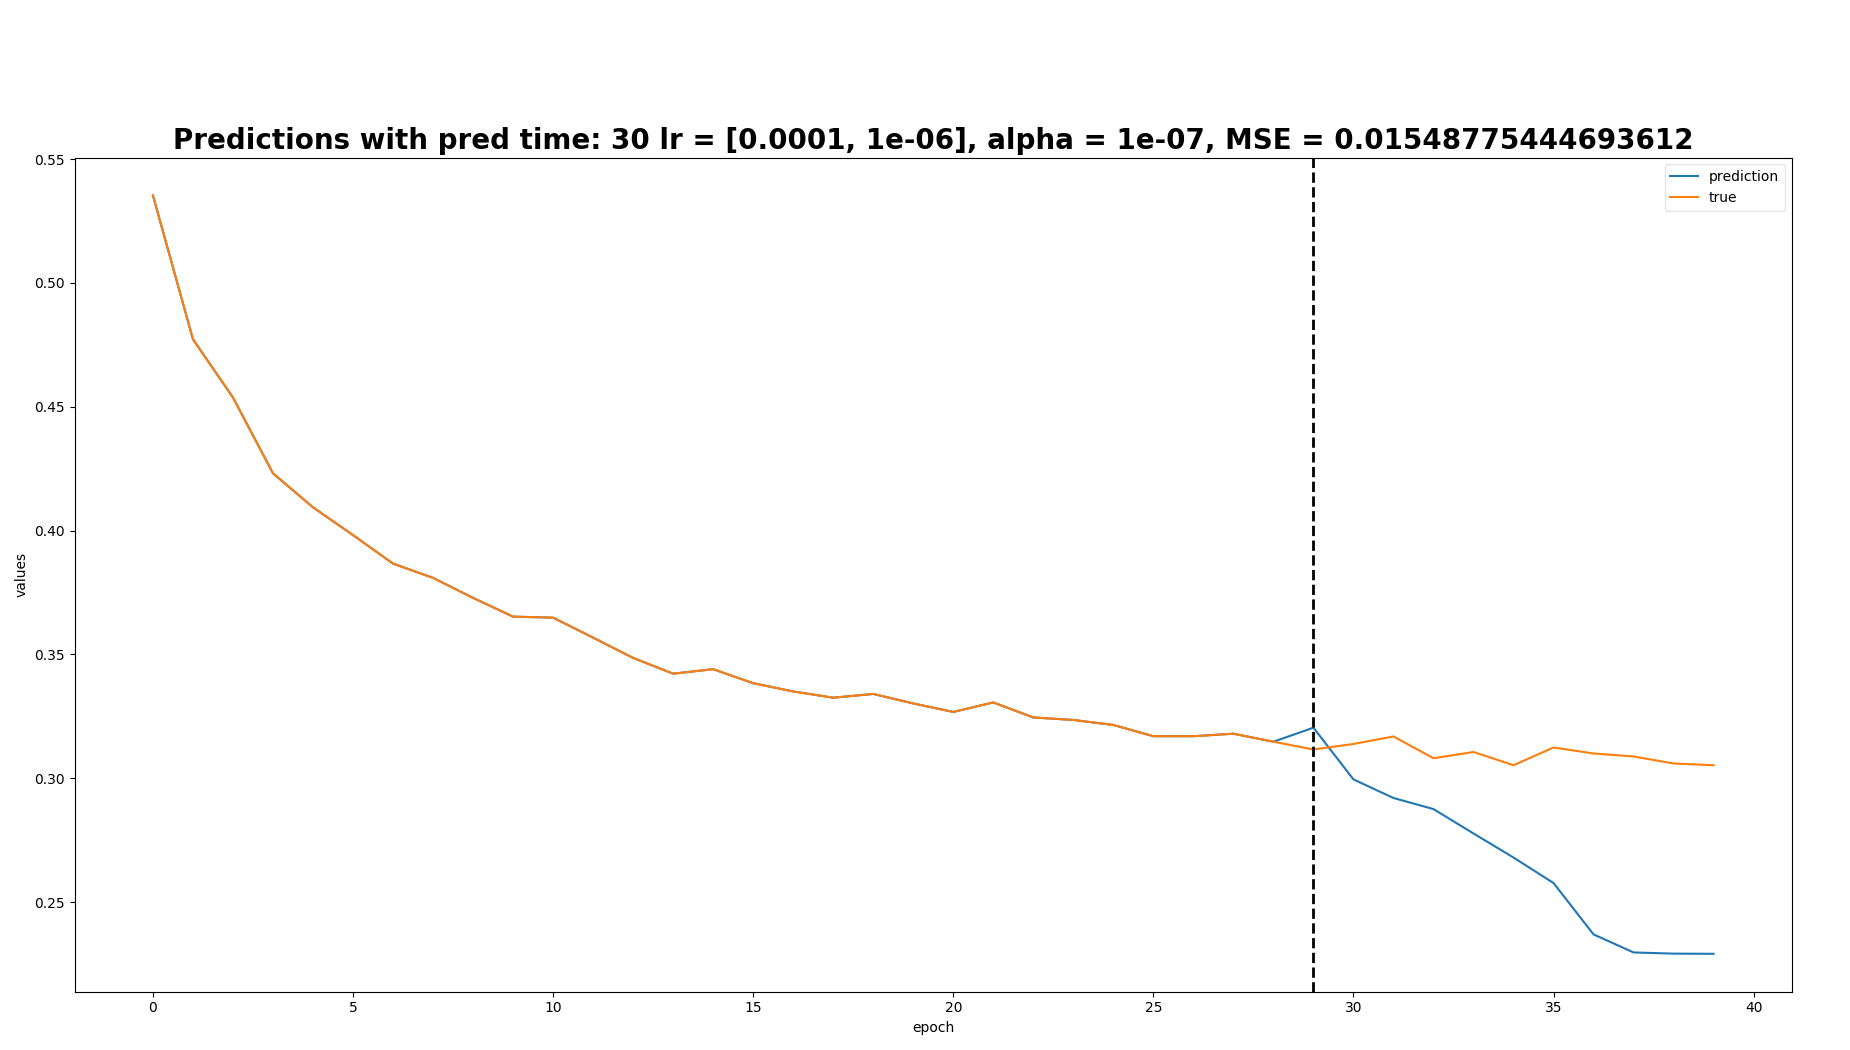 Predictions with pred time: 30 lr = [0.0001, 1e-06], alpha = 1e-07, MSE = 0.01548775444693612
prediction
true
0.55
0.50
0.45
0.40
0.35
0.30
0.25
values
0 5 10 15 20 25 30 35 40
epoch